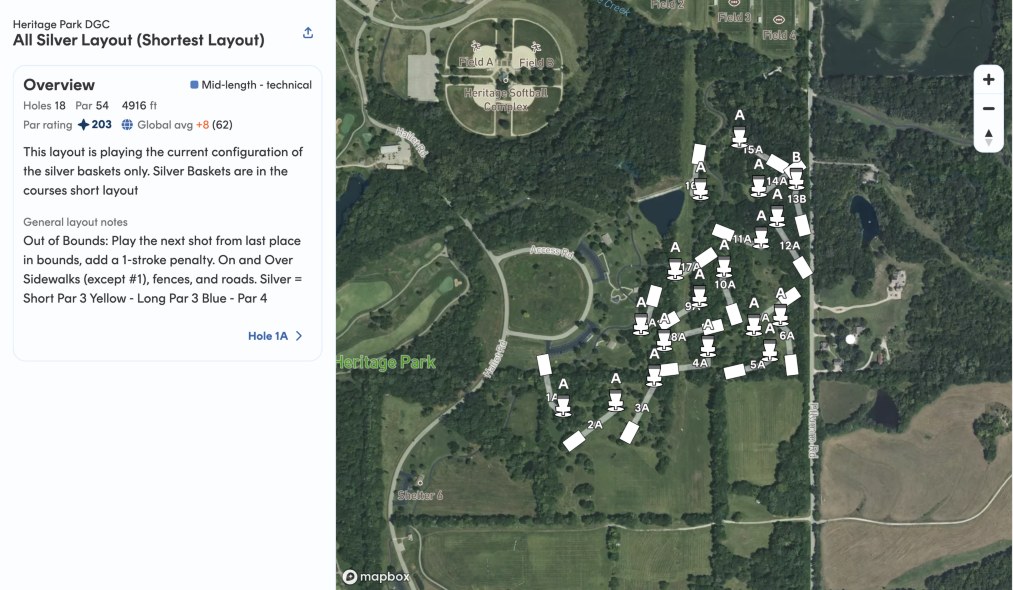 Heritage Park DGC
All Silver Layout (Shortest Layout)
Overview
Mid-length - technical
Holes 18 Par 54 4916 ft
Par rating 203 Global avg +8 (62)
This layout is playing the current configuration of
the silver baskets only. Silver Baskets are in the
courses short layout
General layout notes
Out of Bounds: Play the next shot from last place
in bounds, add a 1-stroke penalty. On and Over
Sidewalks (except #1), fences, and roads. Silver =
Short Par 3 Yellow - Long Par 3 Blue - Par 4
Hole 1A
Creek
Field 2
Field 3
Field 4
Field A
Field B
Heritage Softball
Complex
A
15A
A
B
A
14A
A
13B
A
A
11A
12A
Access Rd
A
A
17A
10A
A
9A
A
A
A
A
A
A
A
6A
8A
A
4A
5A
Heritage Park
A
A
1A
3A
2A
Shelter 6
mapbox
+
−